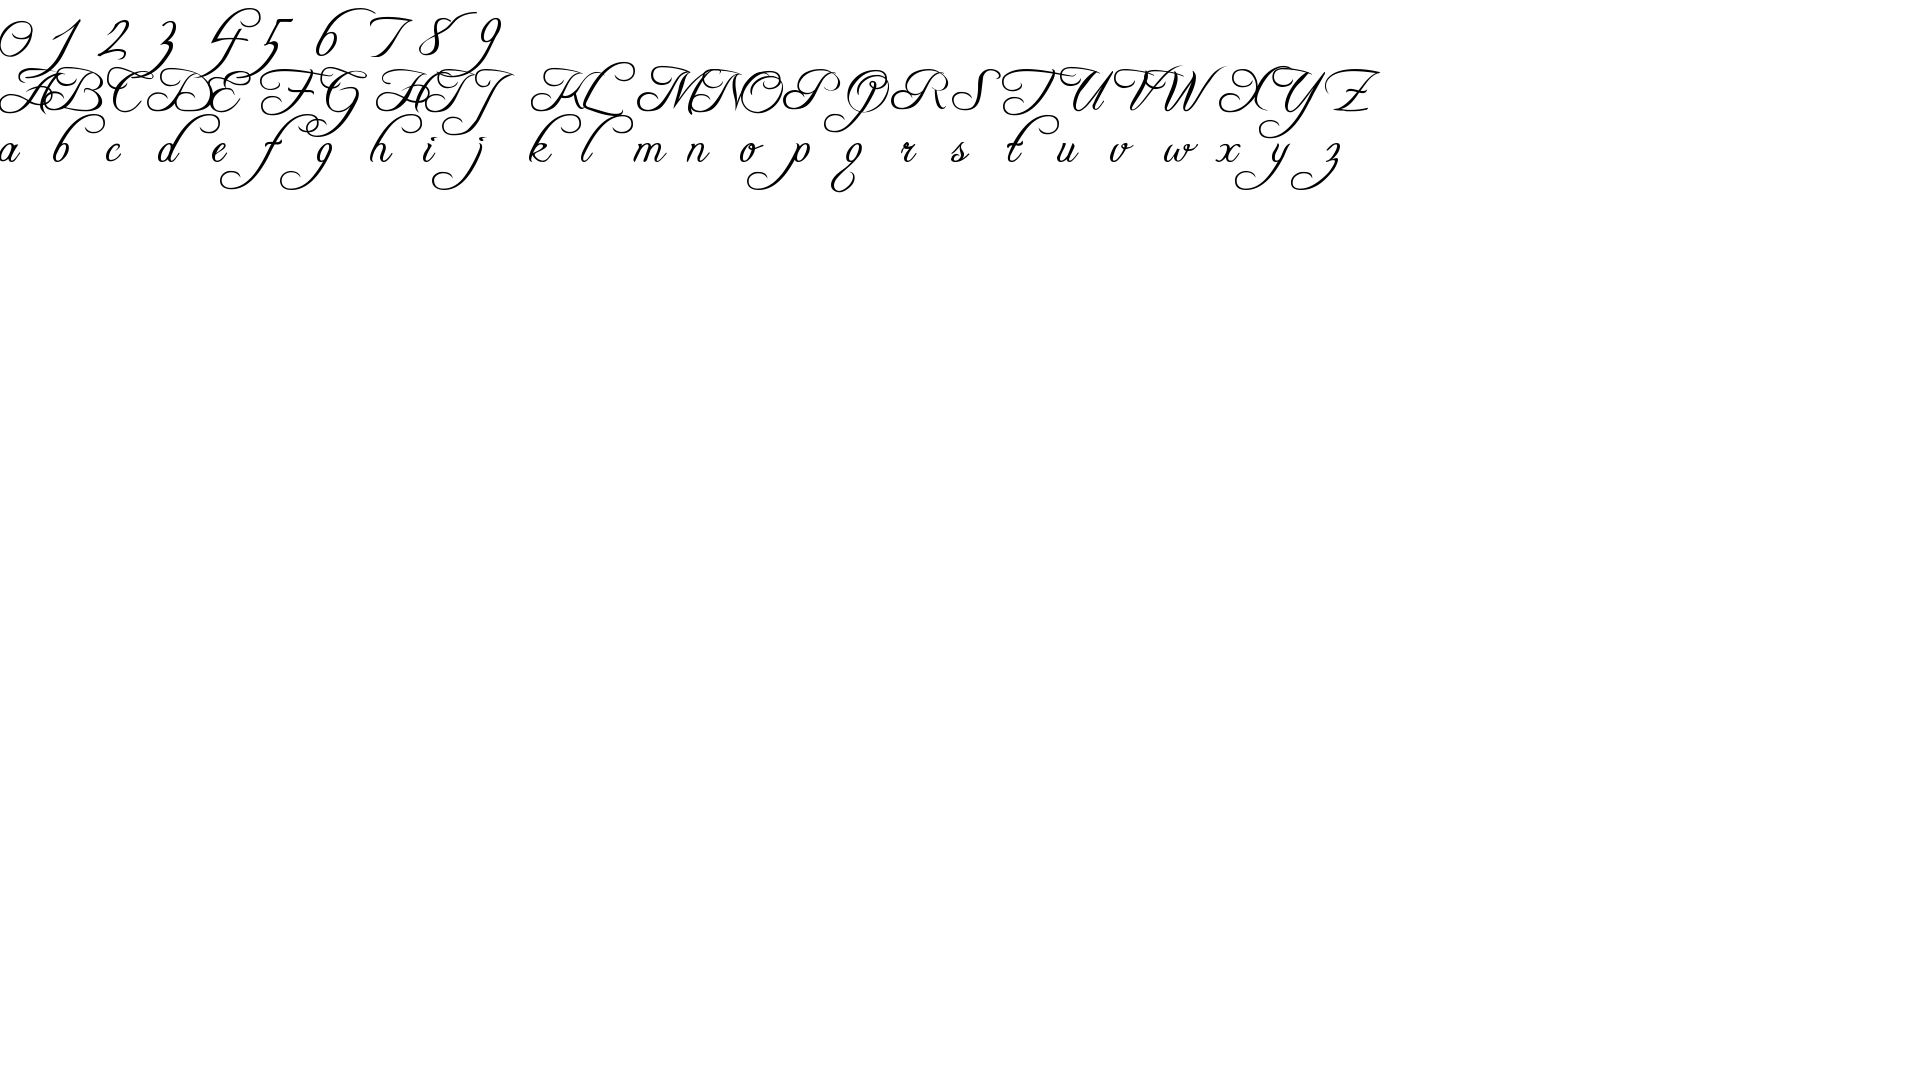 0 1 2 3 4 5 6 7 8 9
A B C D E F G H I J K L M N O P Q R S T U V W X Y Z
a b c d e f g h i j k l m n o p q r s t u v w x y z